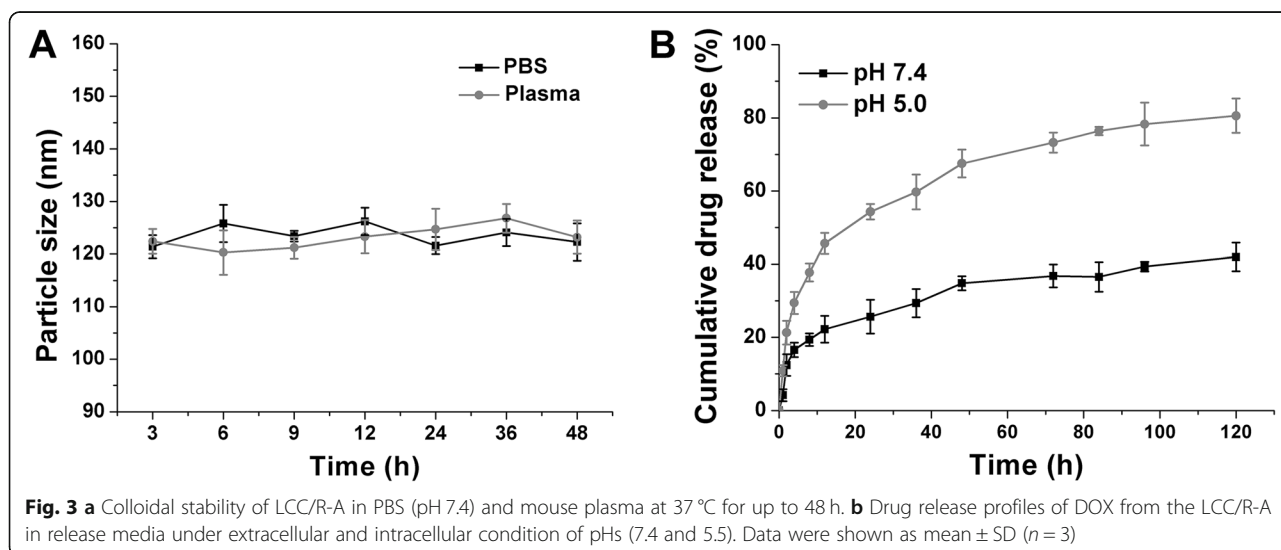 A
160
150
140
130
120
110
100
90
Particle size (nm)
PBS
Plasma
3 6 9 12 24 36 48
Time (h)
B
100
80
60
40
20
0
Cumulative drug release (%)
pH 7.4
pH 5.0
0 20 40 60 80 100 120
Time (h)
Fig. 3 a Colloidal stability of LCC/R-A in PBS (pH 7.4) and mouse plasma at 37 °C for up to 48 h. b Drug release profiles of DOX from the LCC/R-A
in release media under extracellular and intracellular condition of pHs (7.4 and 5.5). Data were shown as mean ± SD (n = 3)